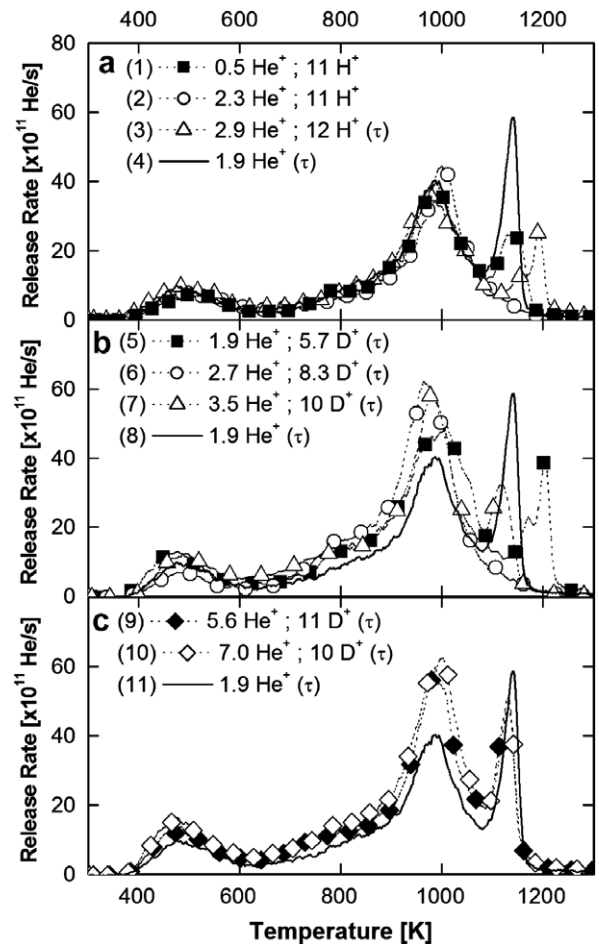 400 600 800 1000 1200
80
60
40
20
0
Release Rate [x10¹¹ He/s]
a
(1) 0.5 He⁺ ; 11 H⁺
(2) 2.3 He⁺ ; 11 H⁺
(3) 2.9 He⁺ ; 12 H⁺ (τ)
(4) 1.9 He⁺ (τ)
60
40
20
0
Release Rate [x10¹¹ He/s]
b
(5) 1.9 He⁺ ; 5.7 D⁺ (τ)
(6) 2.7 He⁺ ; 8.3 D⁺ (τ)
(7) 3.5 He⁺ ; 10 D⁺ (τ)
(8) 1.9 He⁺ (τ)
60
40
20
0
Release Rate [x10¹¹ He/s]
c
(9) 5.6 He⁺ ; 11 D⁺ (τ)
(10) 7.0 He⁺ ; 10 D⁺ (τ)
(11) 1.9 He⁺ (τ)
400 600 800 1000 1200
Temperature [K]